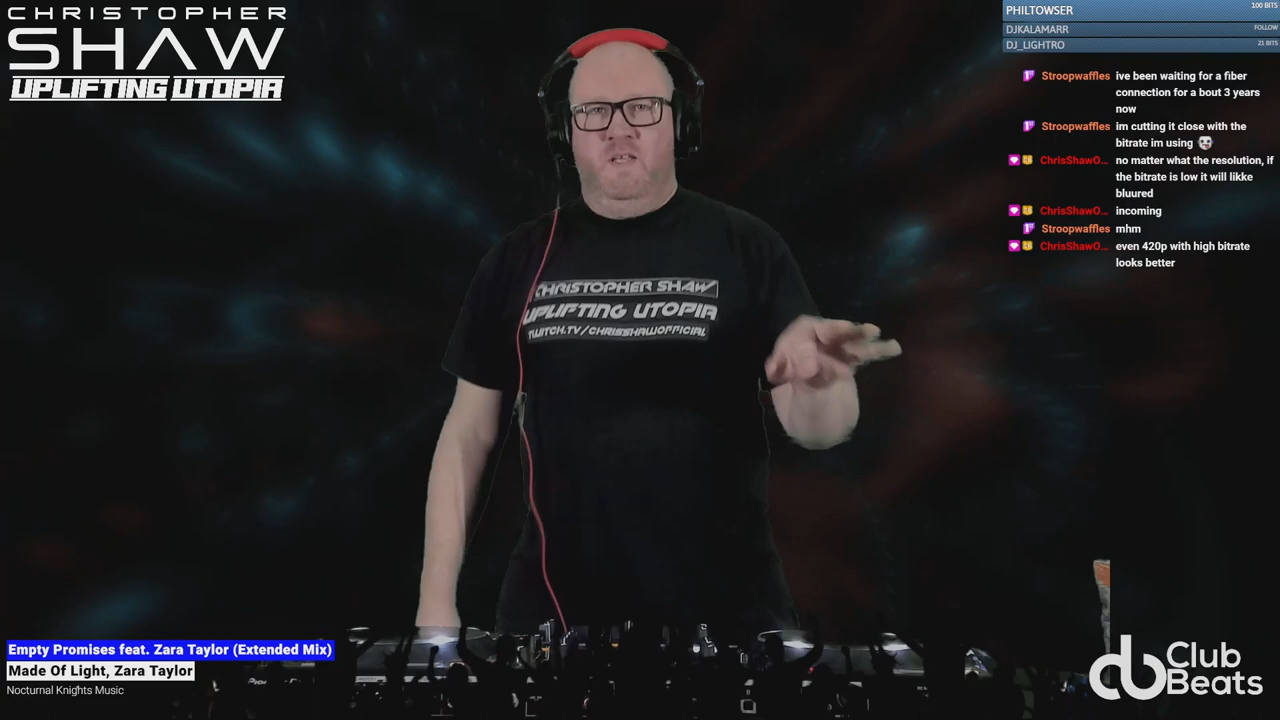 CHRISTOPHER
SHAW
UPLIFTING UTOPIA
PHILTOWSER 100 BITS
DJKALAMARR FOLLOW
DJ_LIGHTRO 21 BITS
Stroopwaffles ive been waiting for a fiber
connection for a bout 3 years
now
Stroopwaffles im cutting it close with the
bitrate im using
ChrisShawO... no matter what the resolution, if
the bitrate is low it will likke
bluured
ChrisShawO... incoming
Stroopwaffles mhm
ChrisShawO... even 420p with high bitrate
looks better
CHRISTOPHER SHAW
UPLIFTING UTOPIA
TWITCH.TV/CHRISSHAWOFFICIAL
Empty Promises feat. Zara Taylor (Extended Mix)
Made Of Light, Zara Taylor
Nocturnal Knights Music
Club
Beats